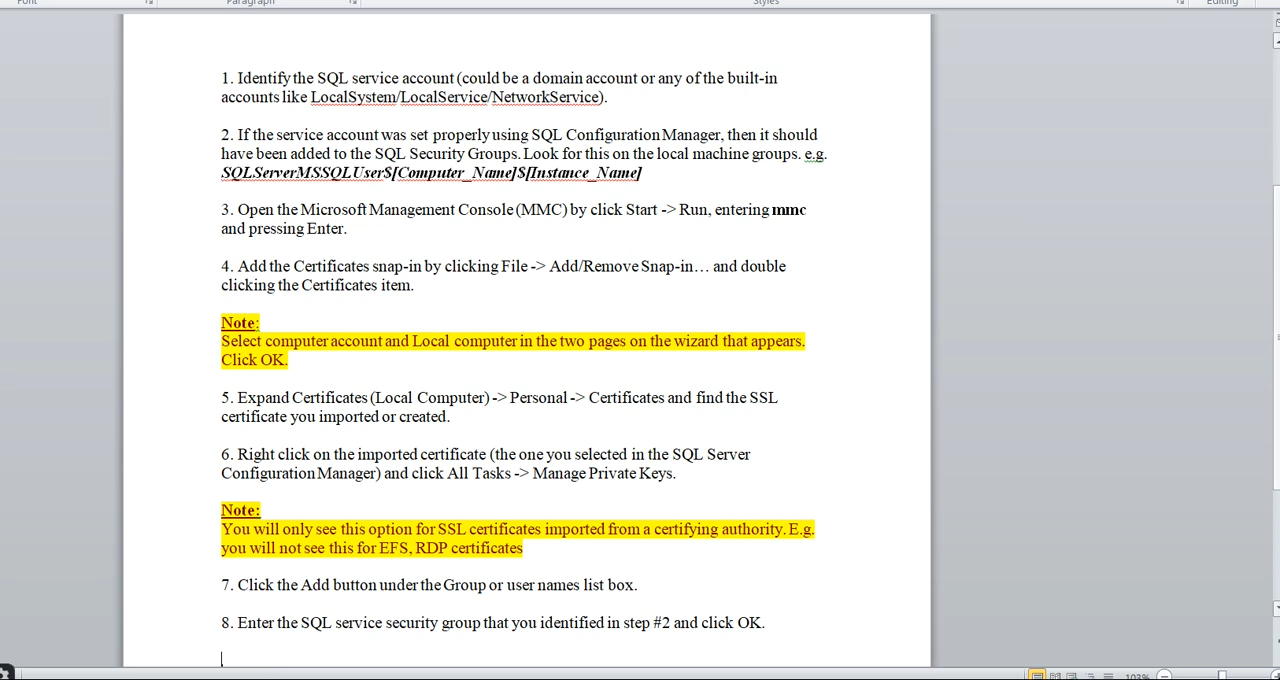 Font
Paragraph
Styles
Editing
1. Identify the SQL service account (could be a domain account or any of the built-in
accounts like LocalSystem/LocalService/NetworkService).
2. If the service account was set properly using SQL Configuration Manager, then it should
have been added to the SQL Security Groups. Look for this on the local machine groups. e.g.
SQLServerMSSQLUser$[Computer_Name]$[Instance_Name]
3. Open the Microsoft Management Console (MMC) by click Start -> Run, entering mmc
and pressing Enter.
4. Add the Certificates snap-in by clicking File -> Add/Remove Snap-in… and double
clicking the Certificates item.
Note:
Select computer account and Local computer in the two pages on the wizard that appears.
Click OK.
5. Expand Certificates (Local Computer) -> Personal -> Certificates and find the SSL
certificate you imported or created.
6. Right click on the imported certificate (the one you selected in the SQL Server
Configuration Manager) and click All Tasks -> Manage Private Keys.
Note:
You will only see this option for SSL certificates imported from a certifying authority. E.g.
you will not see this for EFS, RDP certificates
7. Click the Add button under the Group or user names list box.
8. Enter the SQL service security group that you identified in step #2 and click OK.
103%